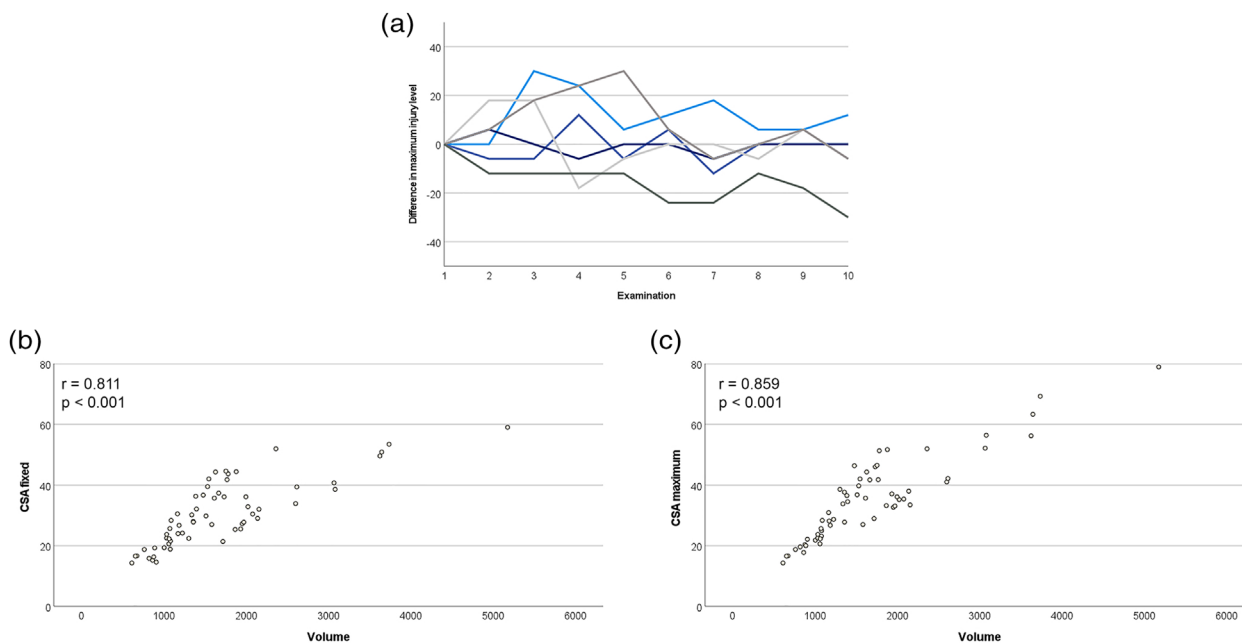 (a)
40
20
0
-20
-40
Difference in maximum injury level
1 2 3 4 5 6 7 8 9 10
Examination
(b)
80
60
40
20
0
r = 0.811
p < 0.001
CSA fixed
0 1000 2000 3000 4000 5000 6000
Volume
(c)
80
60
40
20
0
r = 0.859
p < 0.001
CSA maximum
0 1000 2000 3000 4000 5000 6000
Volume